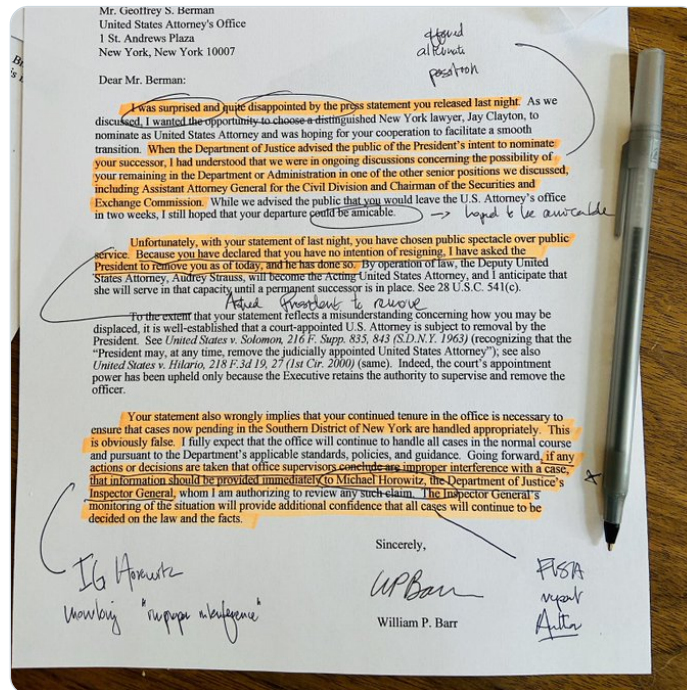 Mr. Geoffrey S. Berman
United States Attorney's Office
1 St. Andrews Plaza
New York, New York 10007
offered
alternate
position
Dear Mr. Berman:
I was surprised and quite disappointed by the press statement you released last night. As we
discussed, I wanted the opportunity to choose a distinguished New York lawyer, Jay Clayton, to
nominate as United States Attorney and was hoping for your cooperation to facilitate a smooth
transition. When the Department of Justice advised the public of the President's intent to nominate
your successor, I had understood that we were in ongoing discussions concerning the possibility of
your remaining in the Department or Administration in one of the other senior positions we discussed,
including Assistant Attorney General for the Civil Division and Chairman of the Securities and
Exchange Commission. While we advised the public that you would leave the U.S. Attorney's office
in two weeks, I still hoped that your departure could be amicable. → hoped to be amicable
Unfortunately, with your statement of last night, you have chosen public spectacle over public
service. Because you have declared that you have no intention of resigning, I have asked the
President to remove you as of today, and he has done so. By operation of law, the Deputy United
States Attorney, Audrey Strauss, will become the Acting United States Attorney, and I anticipate that
she will serve in that capacity until a permanent successor is in place. See 28 U.S.C. 541(c).
Asked President to remove
To the extent that your statement reflects a misunderstanding concerning how you may be
displaced, it is well-established that a court-appointed U.S. Attorney is subject to removal by the
President. See United States v. Solomon, 216 F. Supp. 835, 843 (S.D.N.Y. 1963) (recognizing that the
"President may, at any time, remove the judicially appointed United States Attorney"); see also
United States v. Hilario, 218 F.3d 19, 27 (1st Cir. 2000) (same). Indeed, the court's appointment
power has been upheld only because the Executive retains the authority to supervise and remove the
officer.
Your statement also wrongly implies that your continued tenure in the office is necessary to
ensure that cases now pending in the Southern District of New York are handled appropriately. This
is obviously false. I fully expect that the office will continue to handle all cases in the normal course
and pursuant to the Department's applicable standards, policies, and guidance. Going forward, if any
actions or decisions are taken that office supervisors conclude are improper interference with a case,
that information should be provided immediately to Michael Horowitz, the Department of Justice's
Inspector General, whom I am authorizing to review any such claim. The Inspector General's
monitoring of the situation will provide additional confidence that all cases will continue to be
decided on the law and the facts.
Sincerely,
WPBarr
William P. Barr
IG Horowitz
"improper interference"
FISA
report
Author